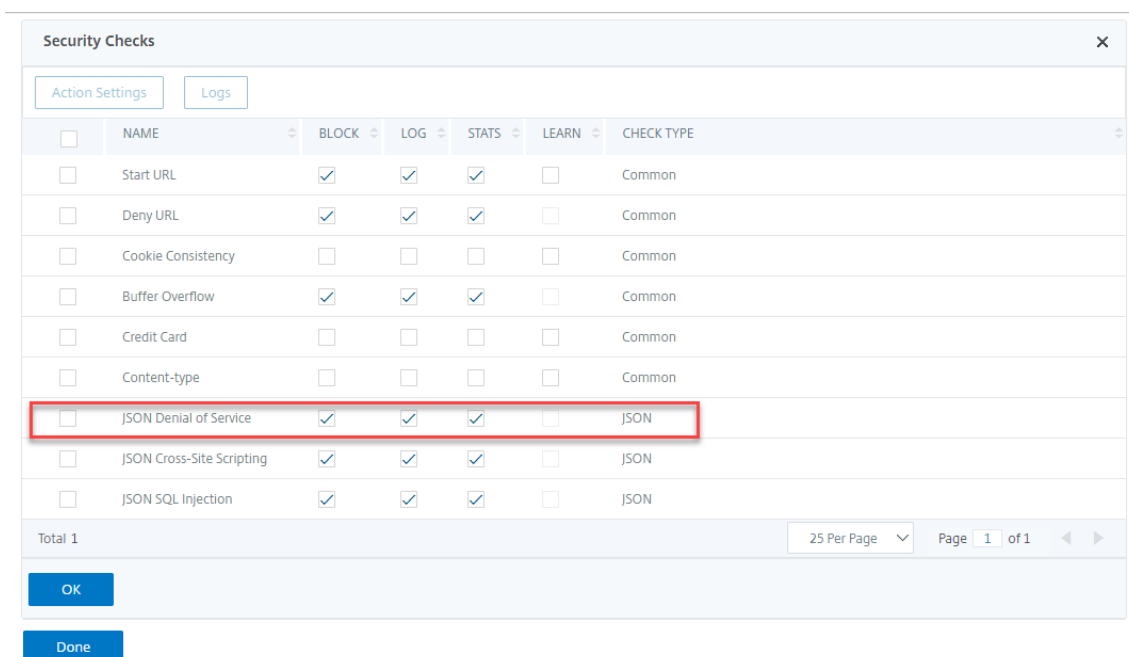 Security Checks
Action Settings Logs
NAME BLOCK LOG STATS LEARN CHECK TYPE
Start URL Common
Deny URL Common
Cookie Consistency Common
Buffer Overflow Common
Credit Card Common
Content-type Common
JSON Denial of Service JSON
JSON Cross-Site Scripting JSON
JSON SQL Injection JSON
Total 1 25 Per Page Page 1 of 1
OK
Done